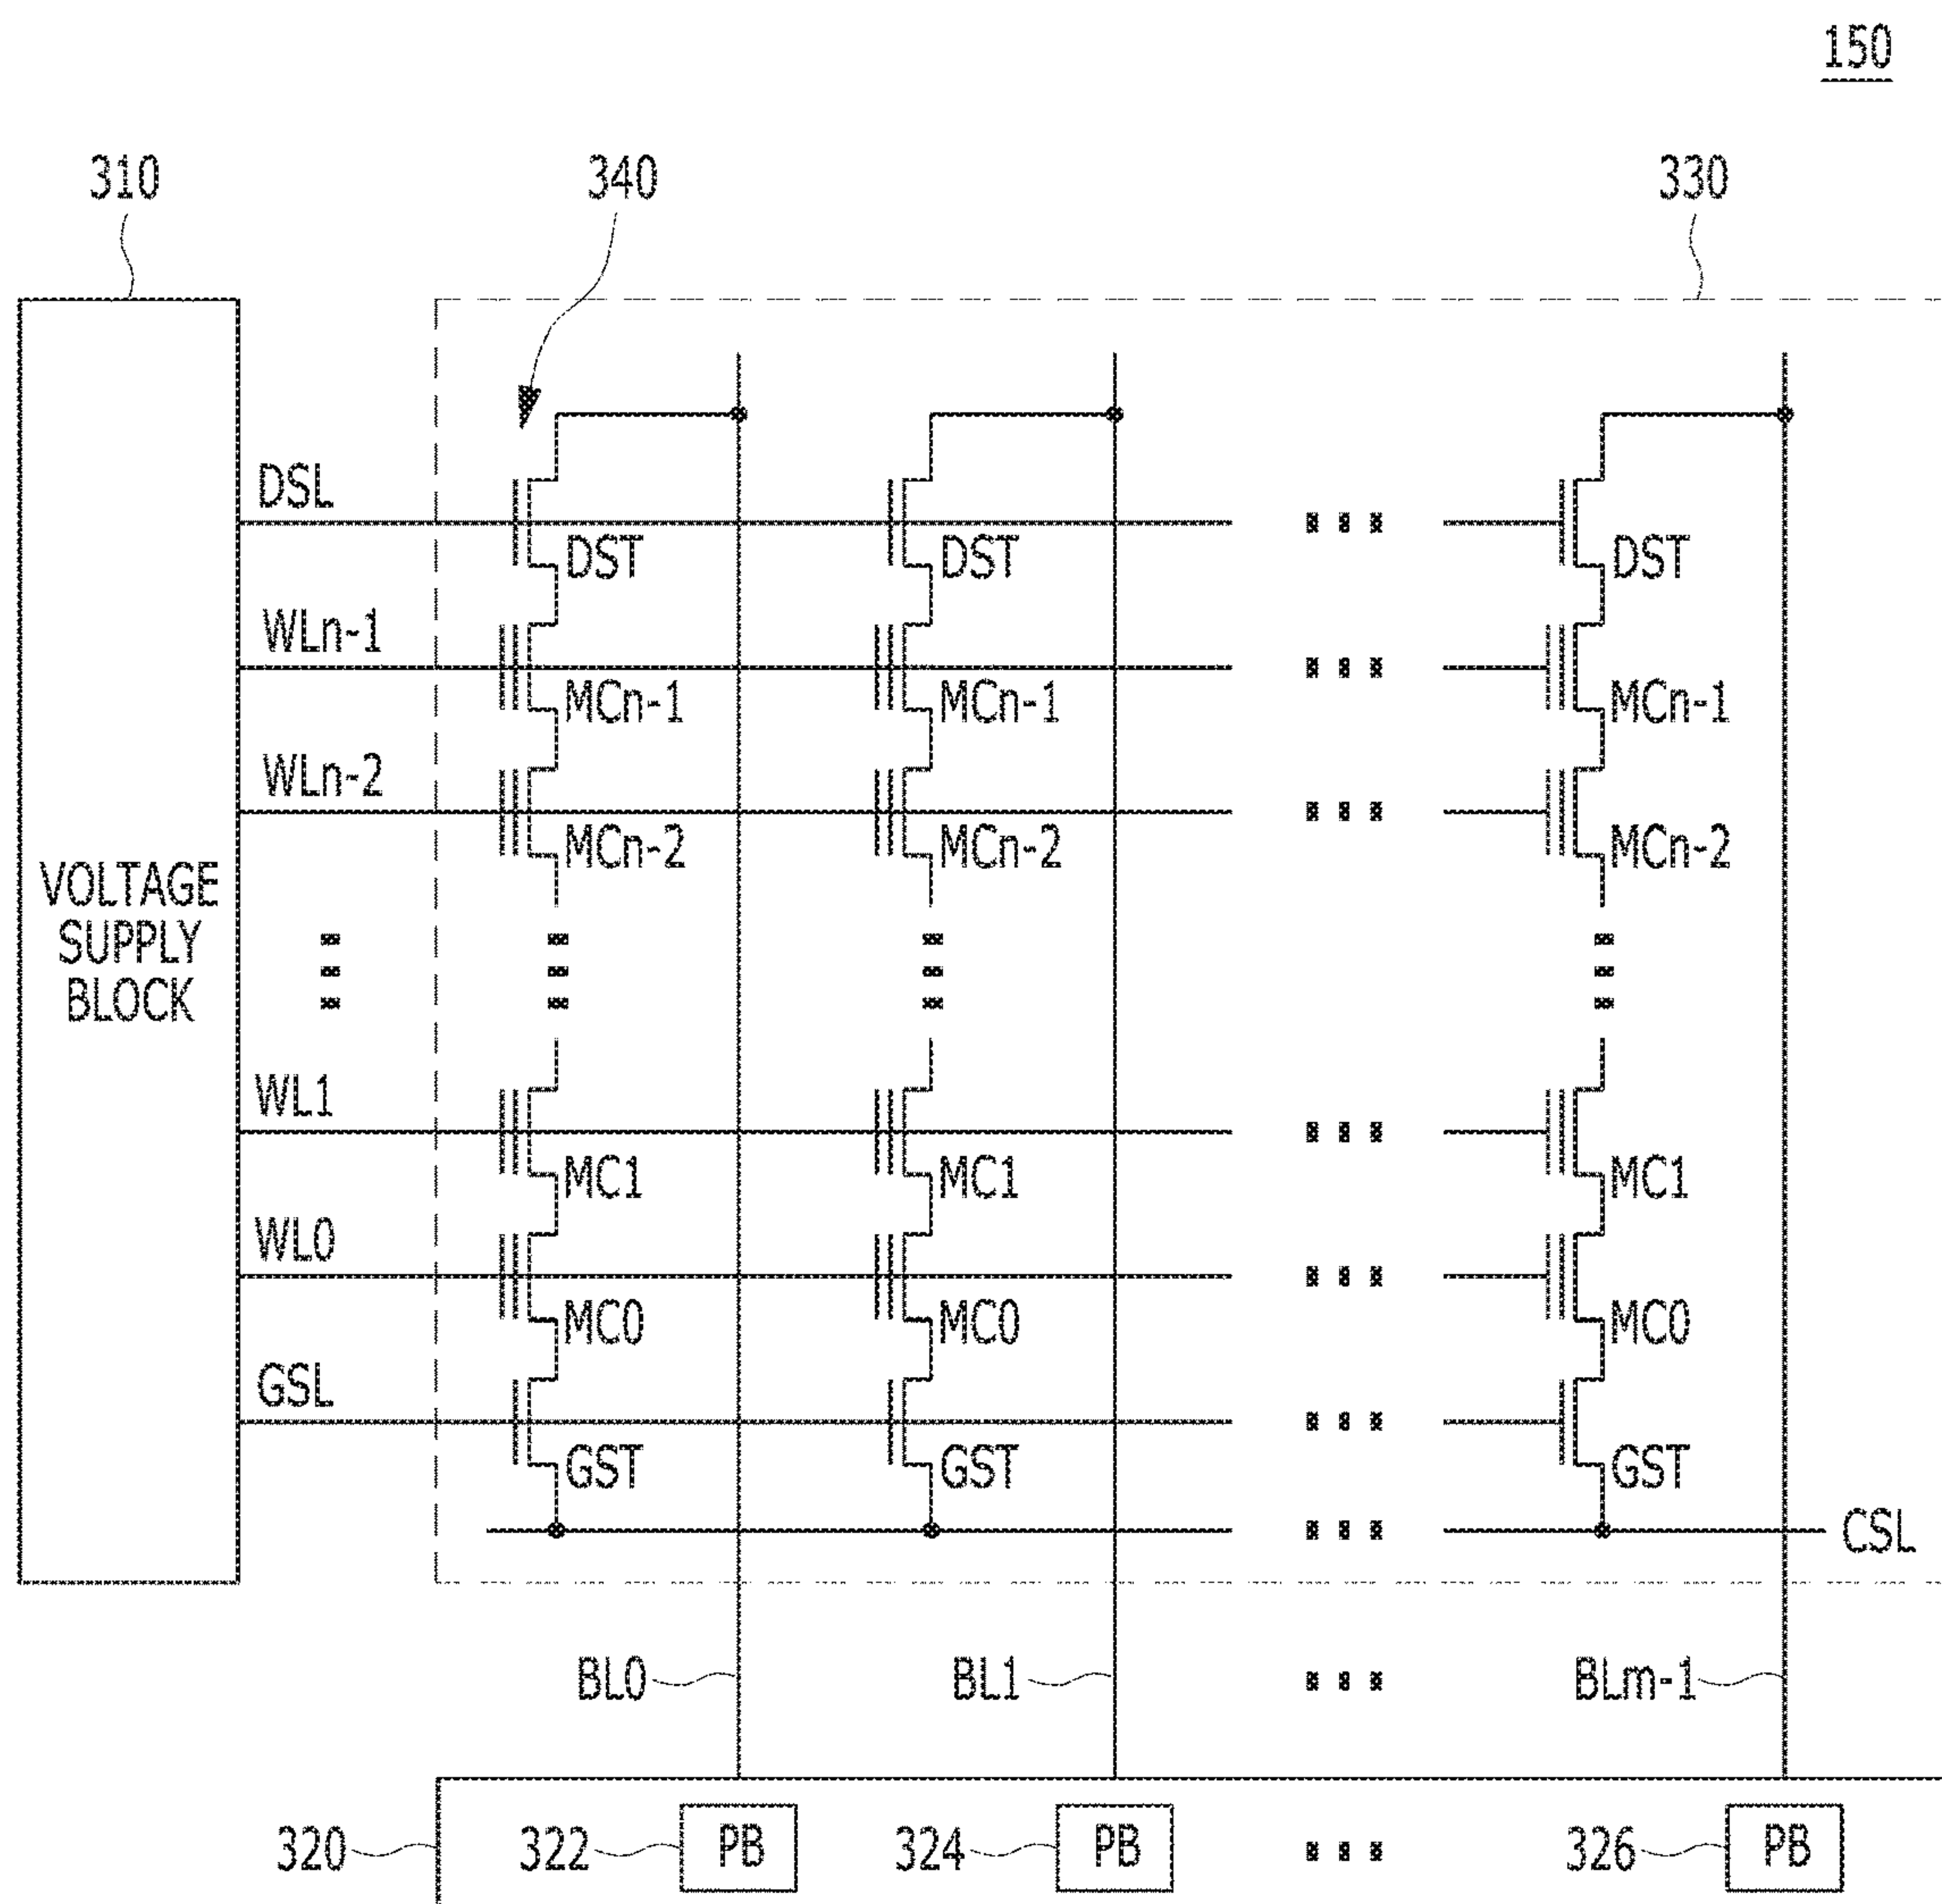 150
310 340 330
DSL
DST DST DST
WLn-1
MCn-1 MCn-1 MCn-1
WLn-2
MCn-2 MCn-2 MCn-2
VOLTAGE
SUPPLY
BLOCK
WL1
MC1 MC1 MC1
WL0
MC0 MC0 MC0
GSL
GST GST GST
CSL
BL0 BL1 BLm-1
320 322 PB 324 PB 326 PB